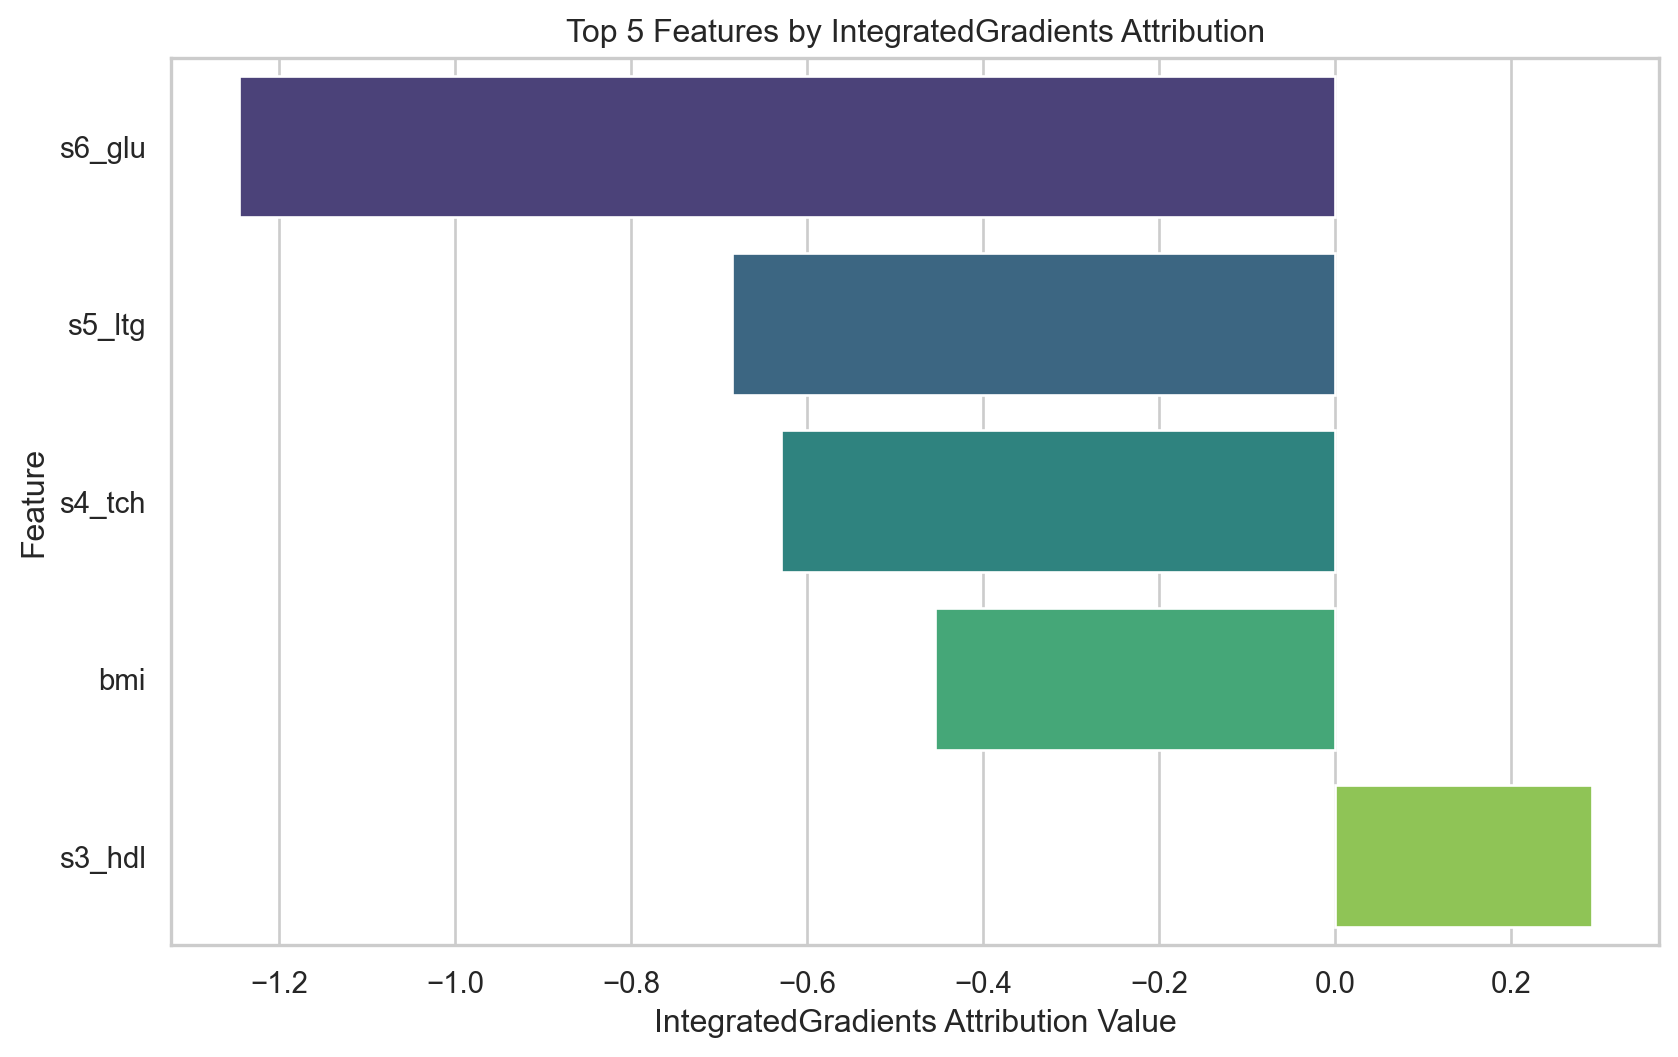 Top 5 Features by IntegratedGradients Attribution
s6_glu
s5_ltg
s4_tch
bmi
s3_hdl
Feature
−1.2 −1.0 −0.8 −0.6 −0.4 −0.2 0.0 0.2
IntegratedGradients Attribution Value